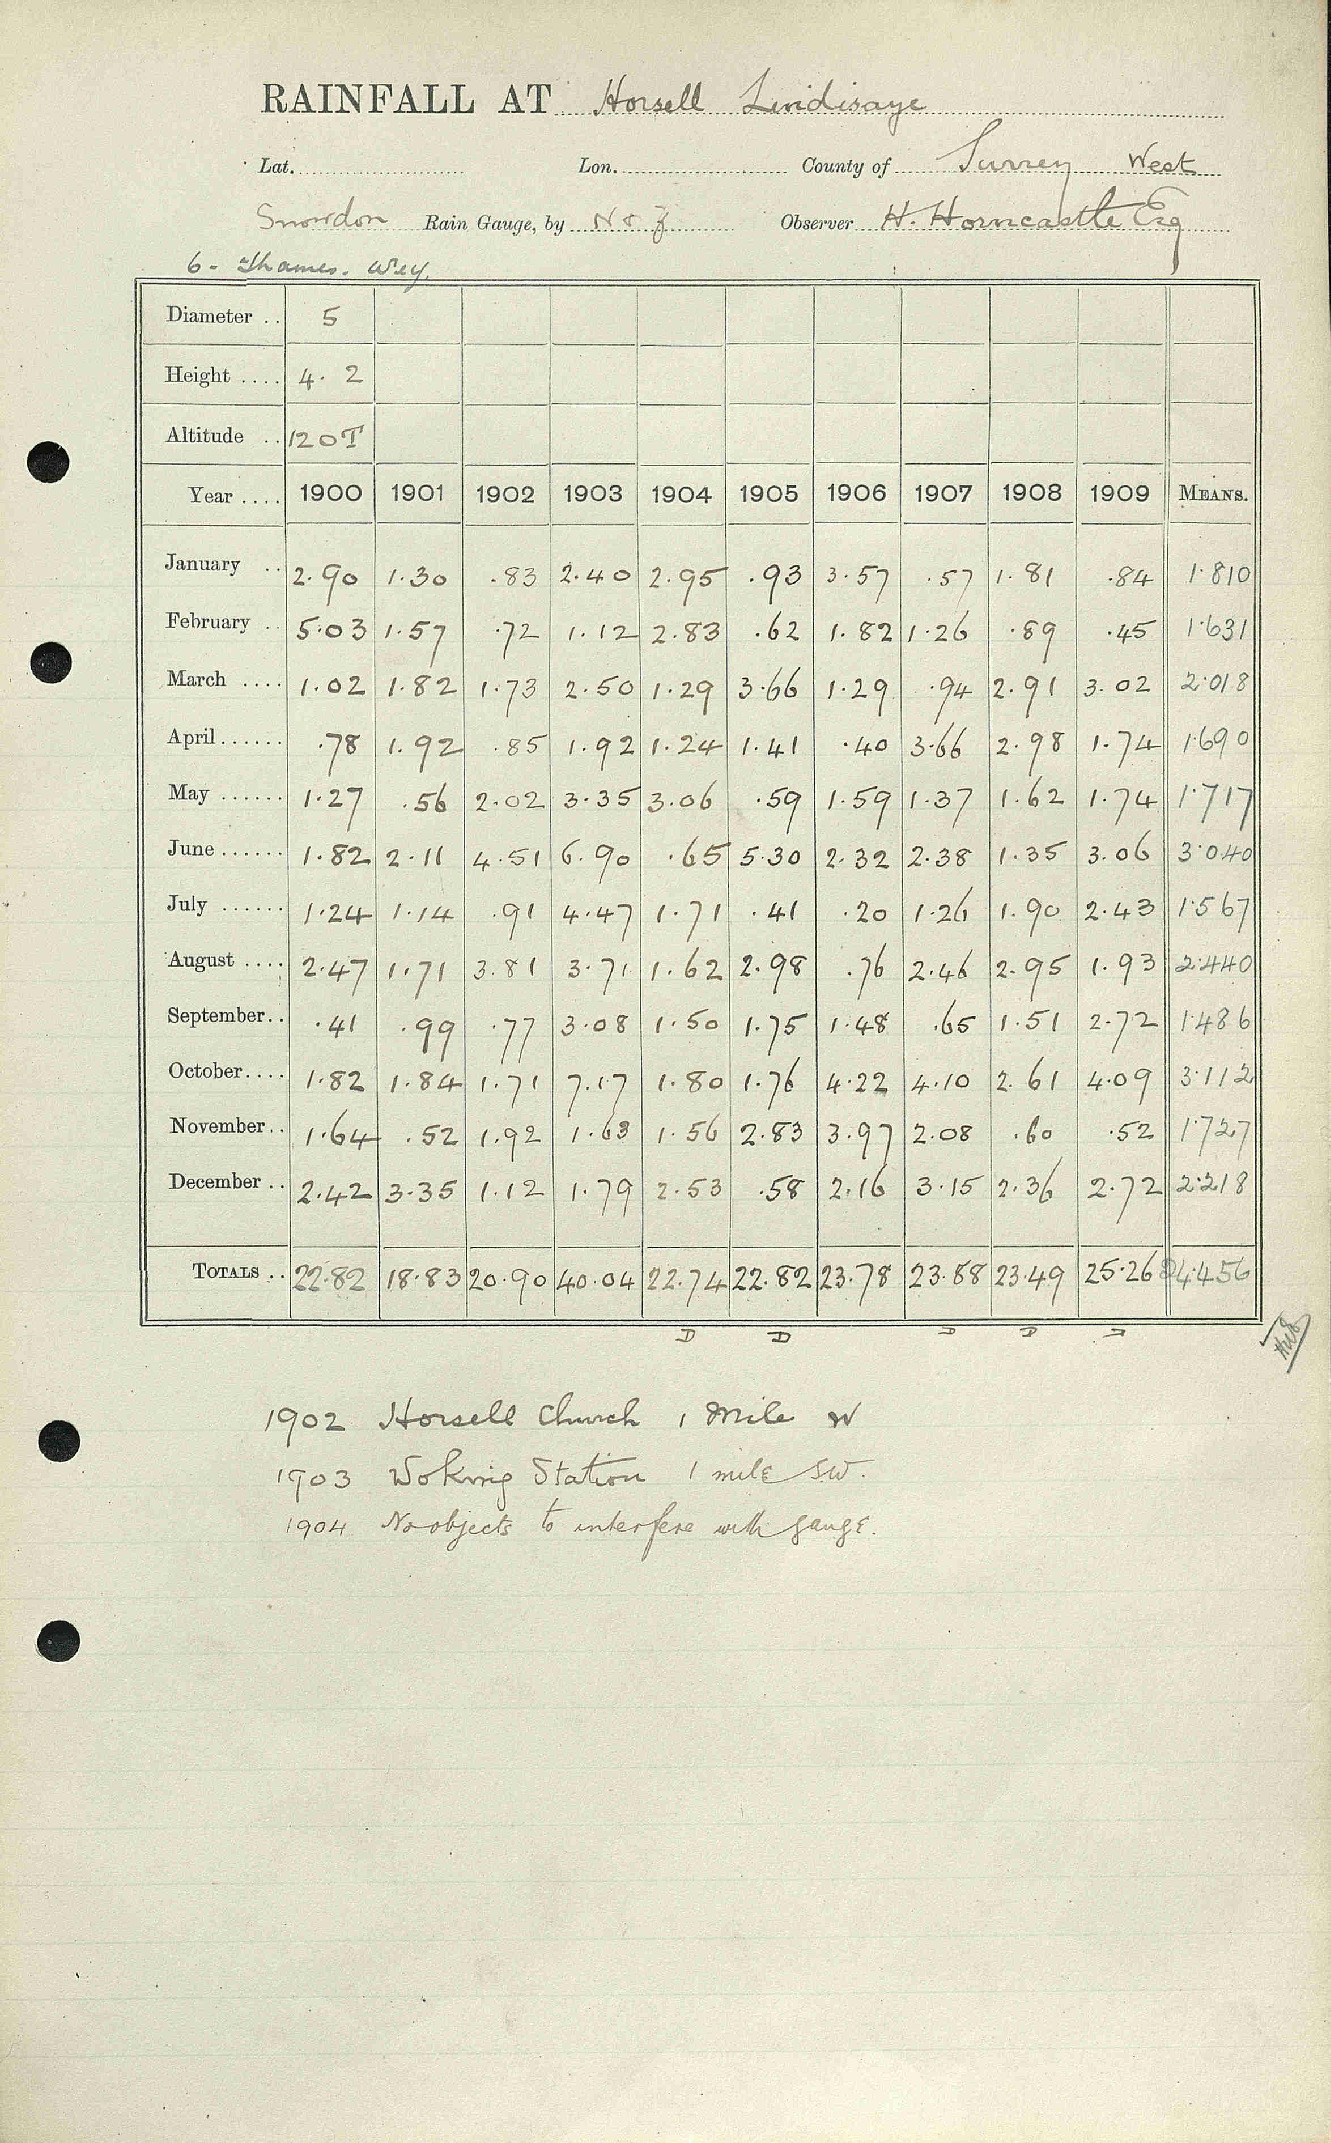 RAINFALL AT Horsell Lindisaye
Lat. Lon. County of Surrey West
Snowdon Rain Gauge, by N & Z Observer H. Horncastle Esq
6 - Thames. Wey.
Diameter .. 5
Height .... 4. 2
Altitude .. 120T
Year .... 1900 1901 1902 1903 1904 1905 1906 1907 1908 1909 MEANS.
January .. 2.90 1.30 .83 2.40 2.95 .93 3.57 .57 1.81 .84 1.810
February .. 5.03 1.57 .72 1.12 2.83 .62 1.82 1.26 .89 .45 1.631
March .... 1.02 1.82 1.73 2.50 1.29 3.66 1.29 .94 2.91 3.02 2.018
April ...... .78 1.92 .85 1.92 1.24 1.41 .40 3.66 2.98 1.74 1.690
May ...... 1.27 .56 2.02 3.35 3.06 .59 1.59 1.37 1.62 1.74 1.717
June ...... 1.82 2.11 4.51 6.90 .65 5.30 2.32 2.38 1.35 3.06 3.040
July ...... 1.24 1.14 .91 4.47 1.71 .41 .20 1.26 1.90 2.43 1.567
August .... 2.47 1.71 3.81 3.71 1.62 2.98 .76 2.46 2.95 1.93 2.440
September .. .41 .99 .77 3.08 1.50 1.75 1.48 .65 1.51 2.72 1.486
October .... 1.82 1.84 1.71 7.17 1.80 1.76 4.22 4.10 2.61 4.09 3.112
November .. 1.64 .52 1.92 1.63 1.56 2.83 3.97 2.08 .60 .52 1.727
December .. 2.42 3.35 1.12 1.79 2.53 .58 2.16 3.15 2.36 2.72 2.218
TOTALS .. 22.82 18.83 20.90 40.04 22.74 22.82 23.78 23.88 23.49 25.26 24.456
D D D D D
1902 Horsell Church 1 Mile W
1903 Woking Station 1 mile SW.
1904 No objects to interfere with gauge.